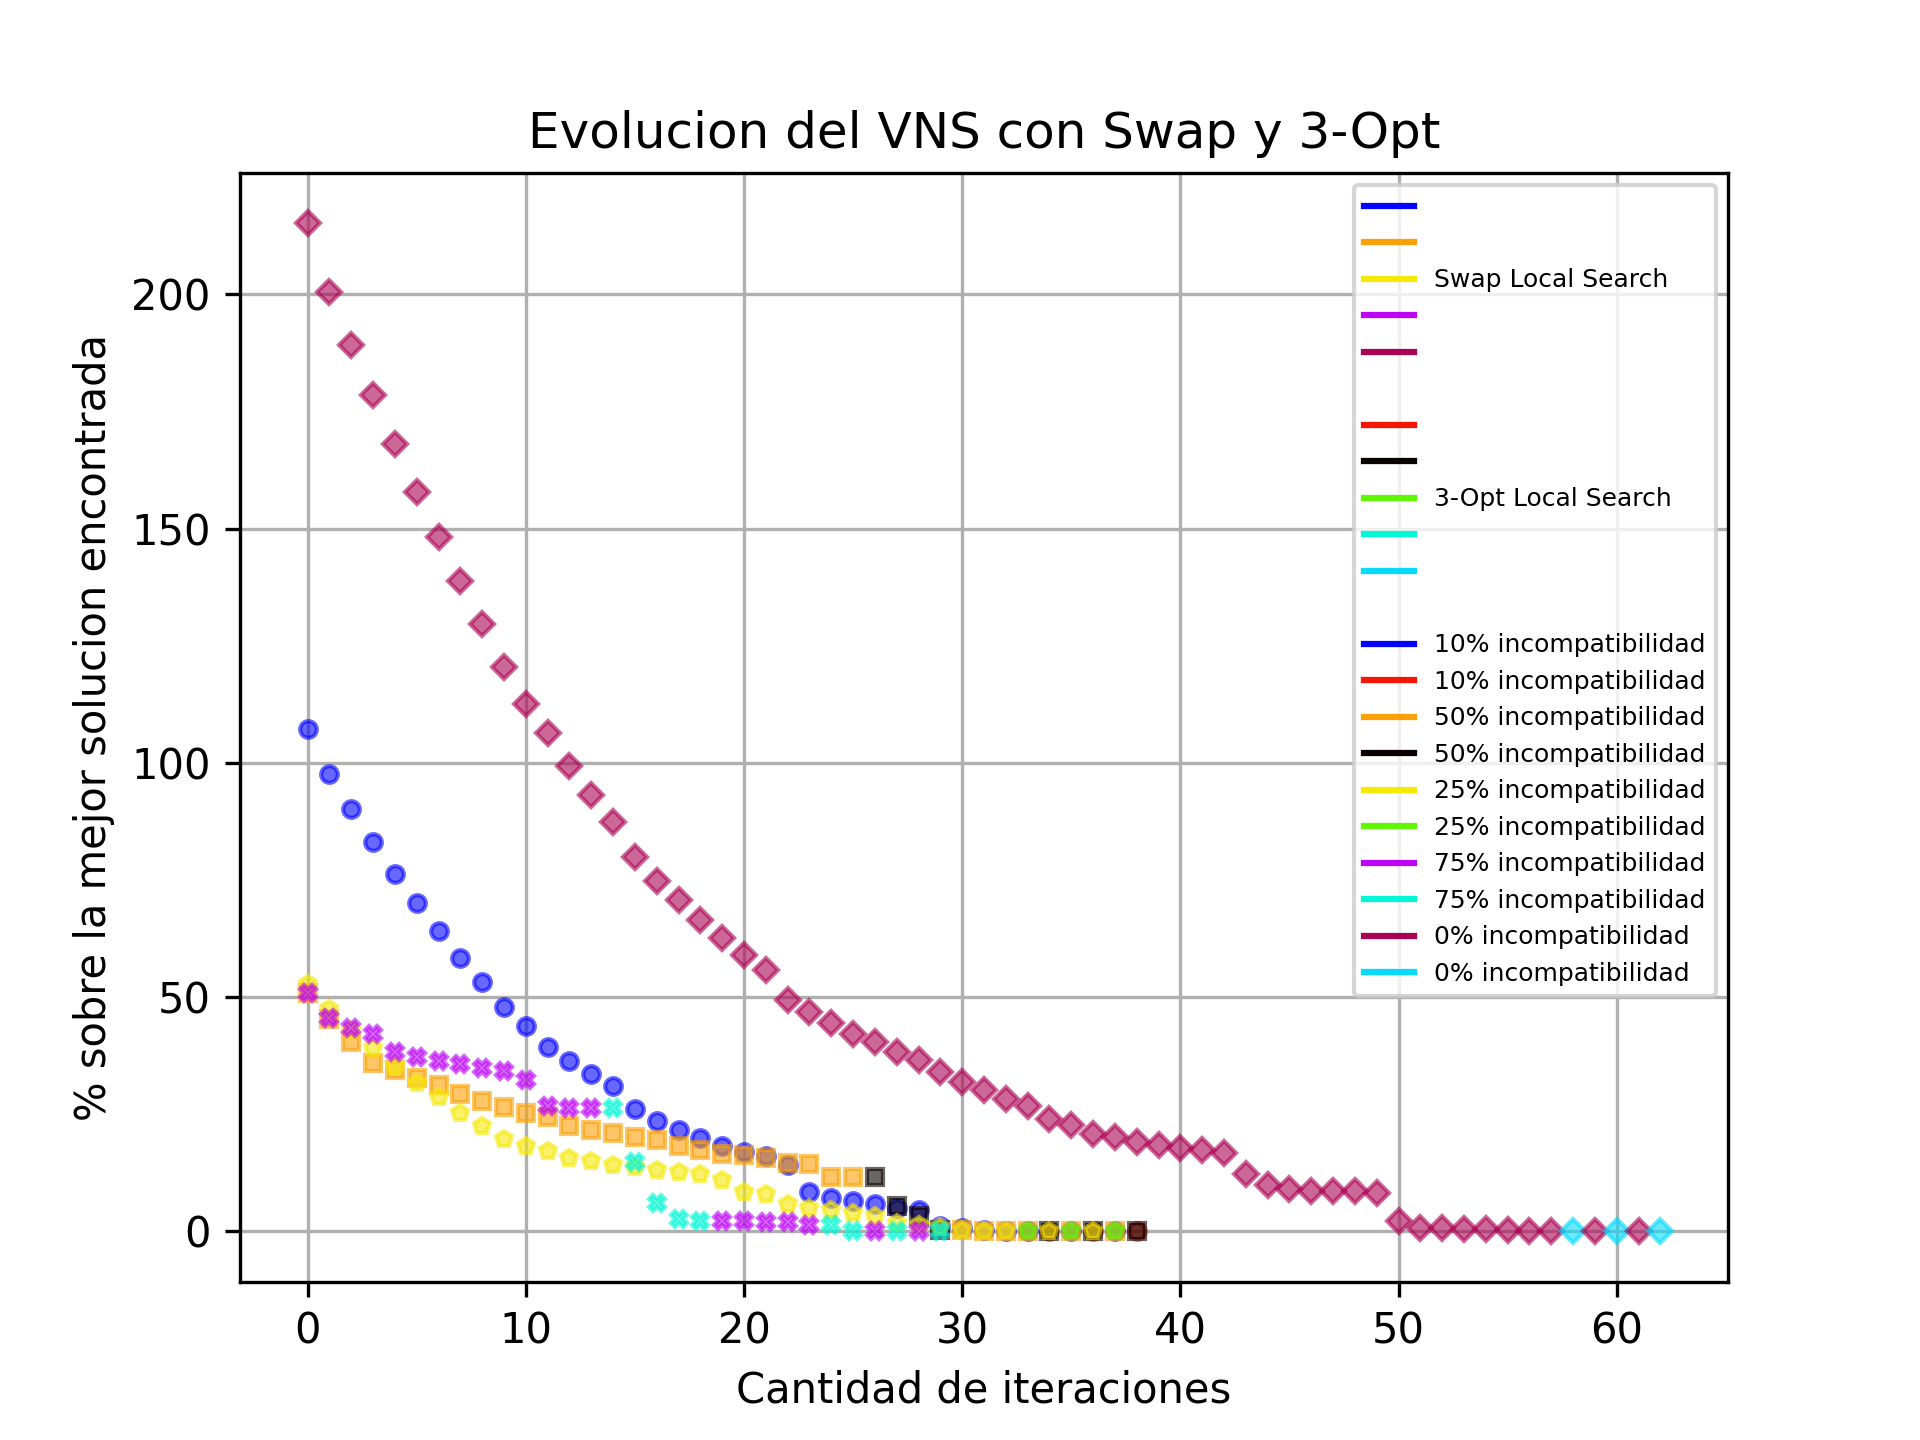 Evolucion del VNS con Swap y 3-Opt
% sobre la mejor solucion encontrada
200
150
100
50
0
Swap Local Search
3-Opt Local Search
10% incompatibilidad
10% incompatibilidad
50% incompatibilidad
50% incompatibilidad
25% incompatibilidad
25% incompatibilidad
75% incompatibilidad
75% incompatibilidad
0% incompatibilidad
0% incompatibilidad
0 10 20 30 40 50 60
Cantidad de iteraciones